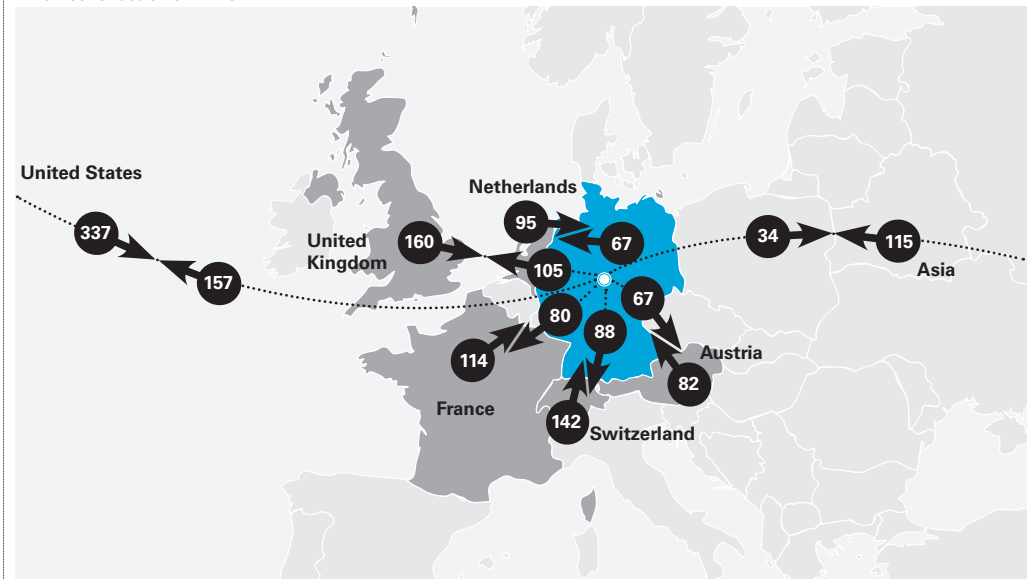 United States
337
157
United
Kingdom
160
105
Netherlands
95
67
34
115
Asia
67
82
Austria
80
114
France
88
142
Switzerland